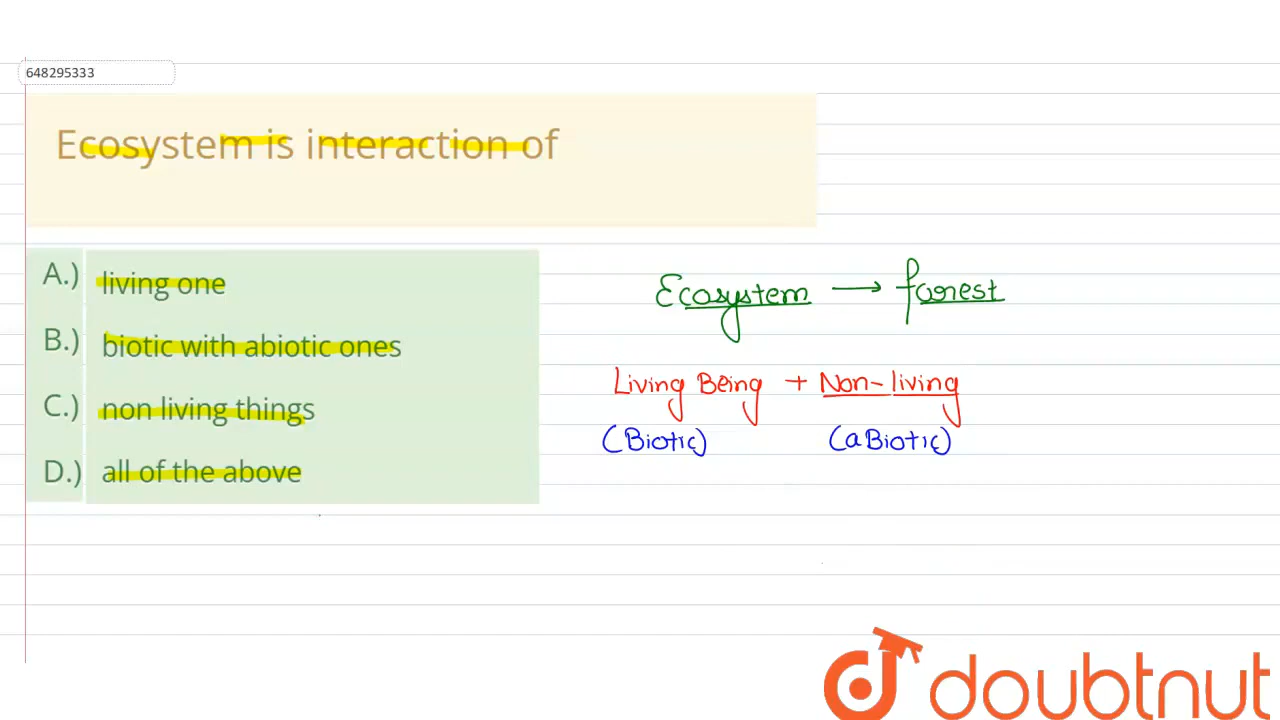 648295333
Ecosystem is interaction of
A.) living one
B.) biotic with abiotic ones
C.) non living things
D.) all of the above
Ecosystem → forest
Living Being + Non-living
(Biotic) (aBiotic)
doubtnut